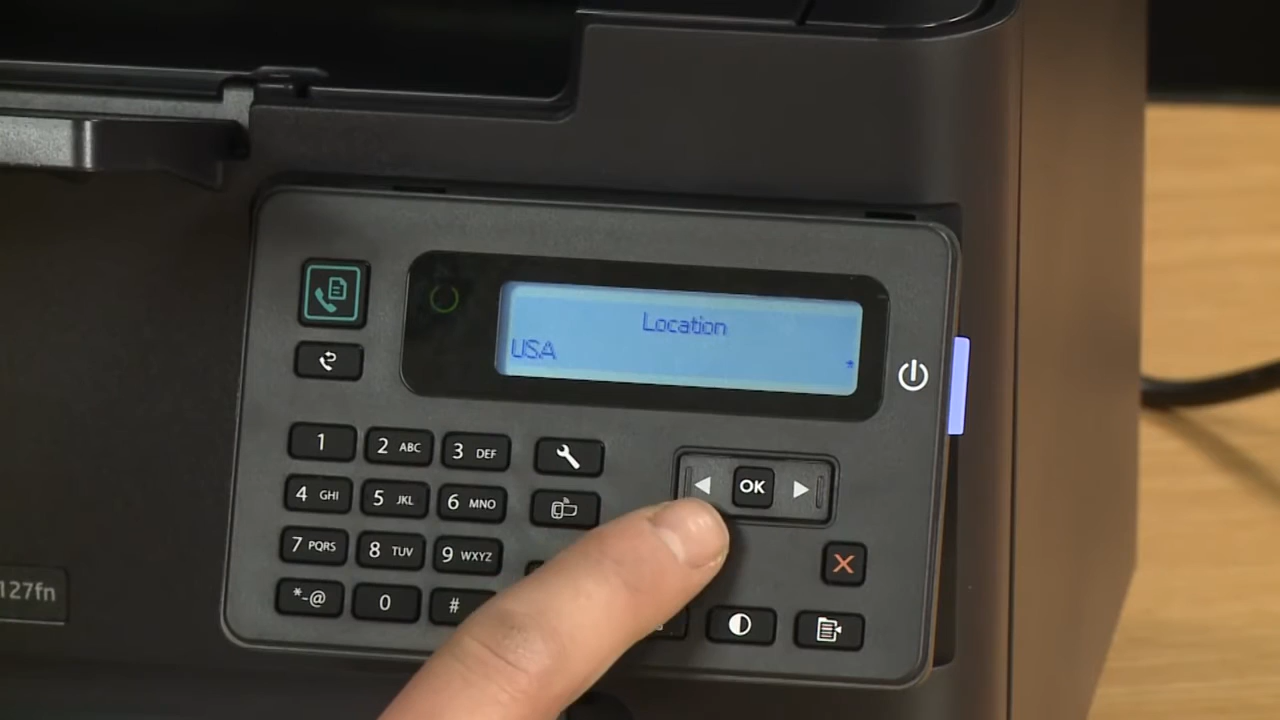 Location
USA *
1
2 ABC
3 DEF
4 GHI
5 JKL
6 MNO
OK
7 PQRS
8 TUV
9 WXYZ
*-@
0
#
127fn